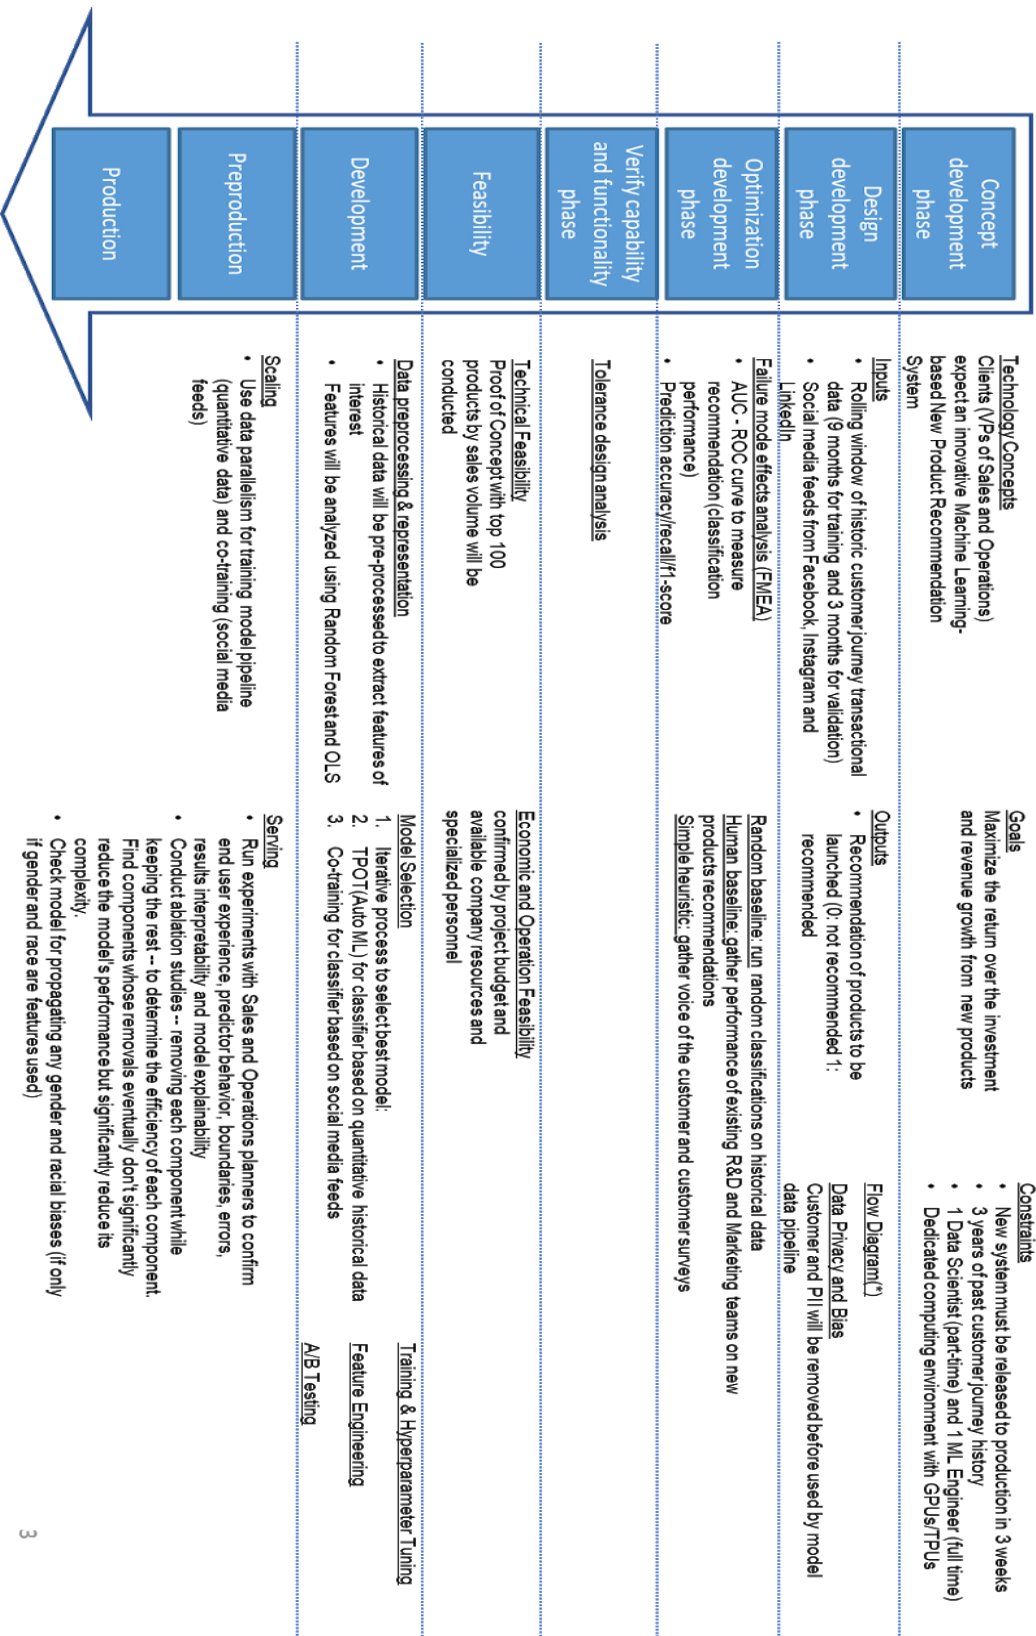 Concept
development
phase
Technology Concepts
Clients (VPs of Sales and Operations)
expect an innovative Machine Learning-
based New Product Recommendation
System
Goals
Maximize the return over the investment
and revenue growth from new products
Constraints
• New system must be released to production in 3 weeks
• 3 years of past customer journey history
• 1 Data Scientist (part-time) and 1 ML Engineer (full time)
• Dedicated computing environment with GPUs/TPUs
Design
development
phase
Inputs
• Rolling window of historic customer journey transactional
data (9 months for training and 3 months for validation)
• Social media feeds from Facebook, Instagram and
LinkedIn
Outputs
• Recommendation of products to be
launched (0: not recommended 1:
recommended
Flow Diagram(*)
Data Privacy and Bias
Customer and PII will be removed before used by model
data pipeline
Optimization
development
phase
Failure mode effects analysis (FMEA)
• AUC - ROC curve to measure
recommendation (classification
performance)
• Prediction accuracy/recall/f1-score
Random baseline: run random classifications on historical data
Human baseline: gather performance of existing R&D and Marketing teams on new
products recommendations
Simple heuristic: gather voice of the customer and customer surveys
Verify capability
and functionality
phase
Tolerance design analysis
Feasibility
Technical Feasibility
Proof of Concept with top 100
products by sales volume will be
conducted
Economic and Operation Feasibility
confirmed by project budget and
available company resources and
specialized personnel
Development
Data preprocessing & representation
• Historical data will be pre-processed to extract features of
interest
• Features will be analyzed using Random Forest and OLS
Model Selection
1. Iterative process to select best model:
2. TPOT(Auto ML) for classifier based on quantitative historical data
3. Co-training for classifier based on social media feeds
Training & Hyperparameter Tuning
Feature Engineering
A/B Testing
Preproduction
Scaling
• Use data parallelism for training model pipeline
(quantitative data) and co-training (social media
feeds)
Serving
• Run experiments with Sales and Operations planners to confirm
end user experience, predictor behavior, boundaries, errors,
results interpretability and model explainability
• Conduct ablation studies -- removing each component while
keeping the rest -- to determine the efficiency of each component.
Find components whose removals eventually don't significantly
reduce the model's performance but significantly reduce its
complexity.
• Check model for propagating any gender and racial biases (if only
if gender and race are features used)
Production
3